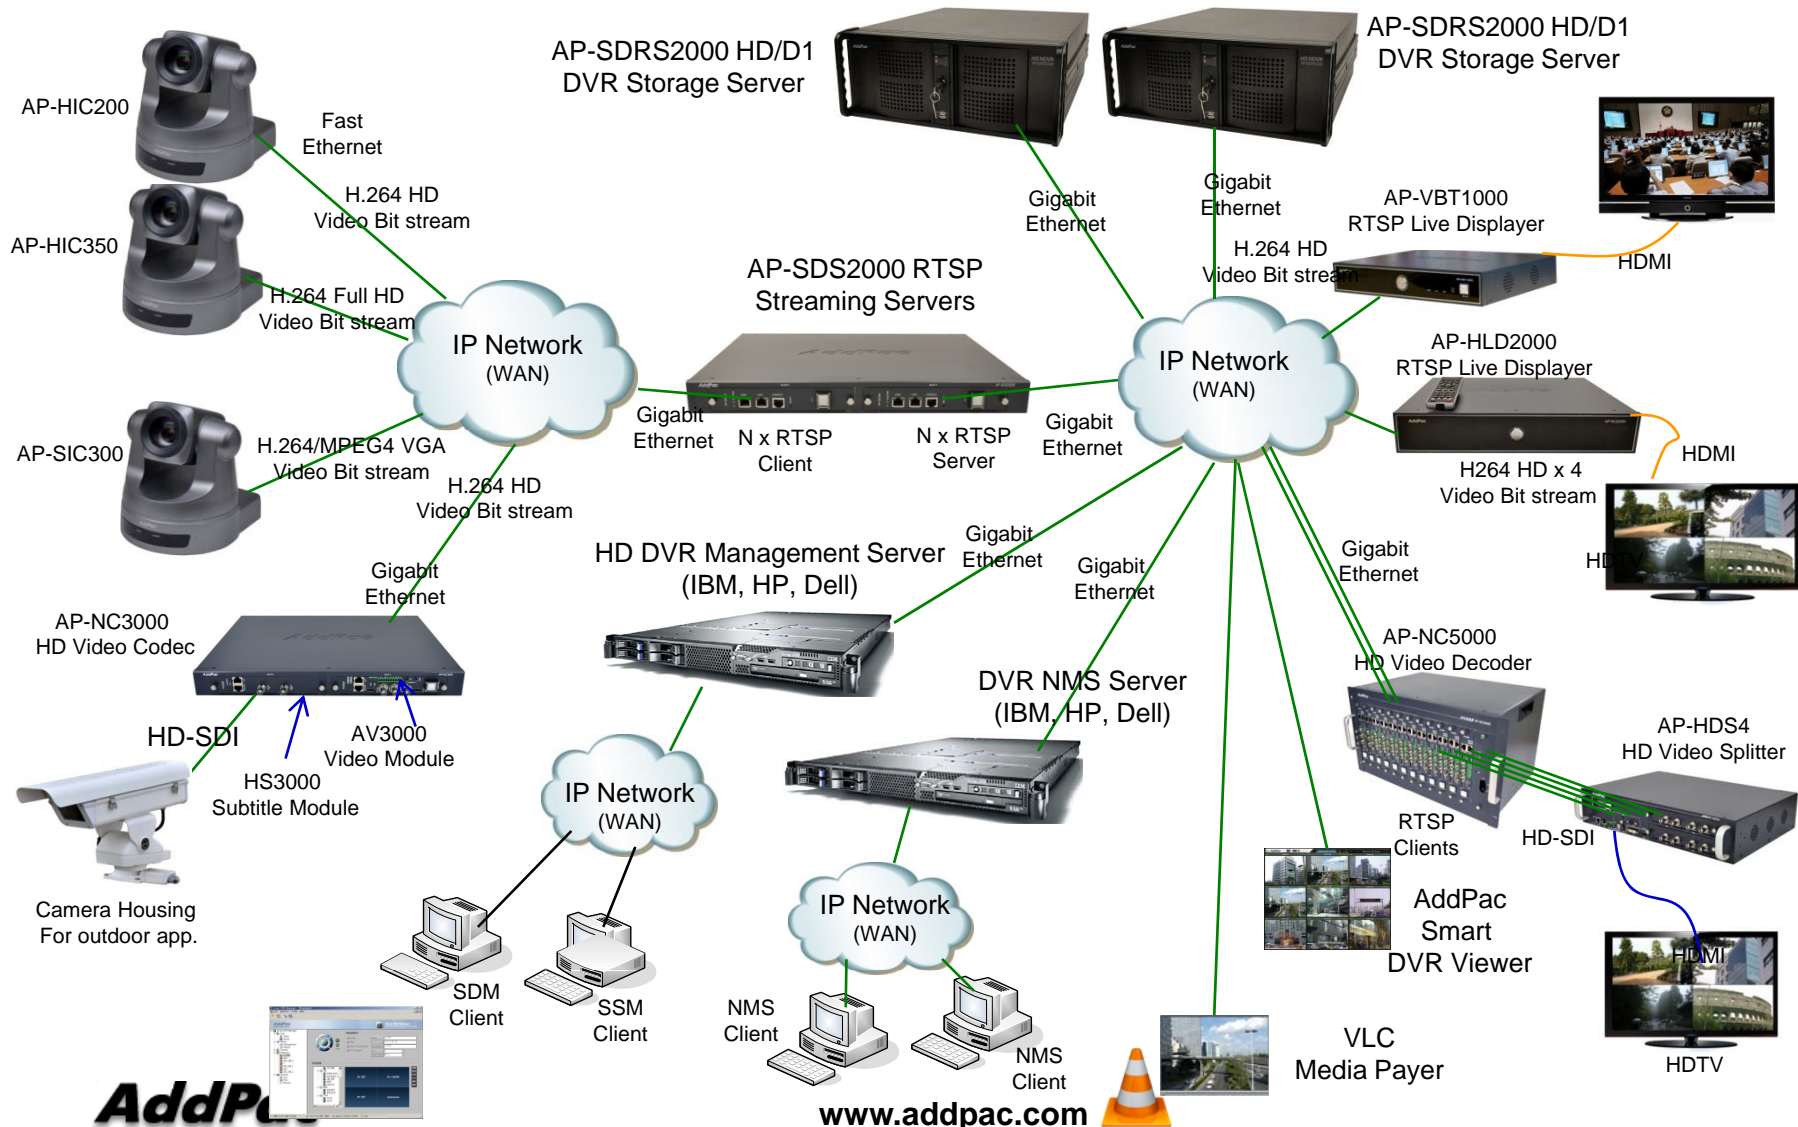 AP-SDRS2000 HD/D1
DVR Storage Server
AP-SDRS2000 HD/D1
DVR Storage Server
AP-HIC200
Fast
Ethernet
H.264 HD
Video Bit stream
AP-HIC350
H.264 Full HD
Video Bit stream
Gigabit
Ethernet
Gigabit
Ethernet
H.264 HD
Video Bit stream
AP-VBT1000
RTSP Live Displayer
HDMI
AP-SDS2000 RTSP
Streaming Servers
IP Network
(WAN)
IP Network
(WAN)
AddPac
AP-HLD2000
RTSP Live Displayer
AddPac
HDMI
H264 HD x 4
Video Bit stream
HDTV
Gigabit
Ethernet
N x RTSP
Client
N x RTSP
Server
Gigabit
Ethernet
AP-SIC300
H.264/MPEG4 VGA
Video Bit stream
H.264 HD
Video Bit stream
Gigabit
Ethernet
HD DVR Management Server
(IBM, HP, Dell)
Gigabit
Ethernet
Gigabit
Ethernet
Gigabit
Ethernet
AP-NC3000
HD Video Codec
AddPac
HD-SDI
AV3000
Video Module
HS3000
Subtitle Module
DVR NMS Server
(IBM, HP, Dell)
AP-NC5000
HD Video Decoder
AP-HDS4
HD Video Splitter
RTSP
Clients
HD-SDI
IP Network
(WAN)
IP Network
(WAN)
Camera Housing
For outdoor app.
SDM
Client
SSM
Client
NMS
Client
NMS
Client
AddPac
Smart
DVR Viewer
HDMI
HDTV
VLC
Media Payer
AddPac
www.addpac.com